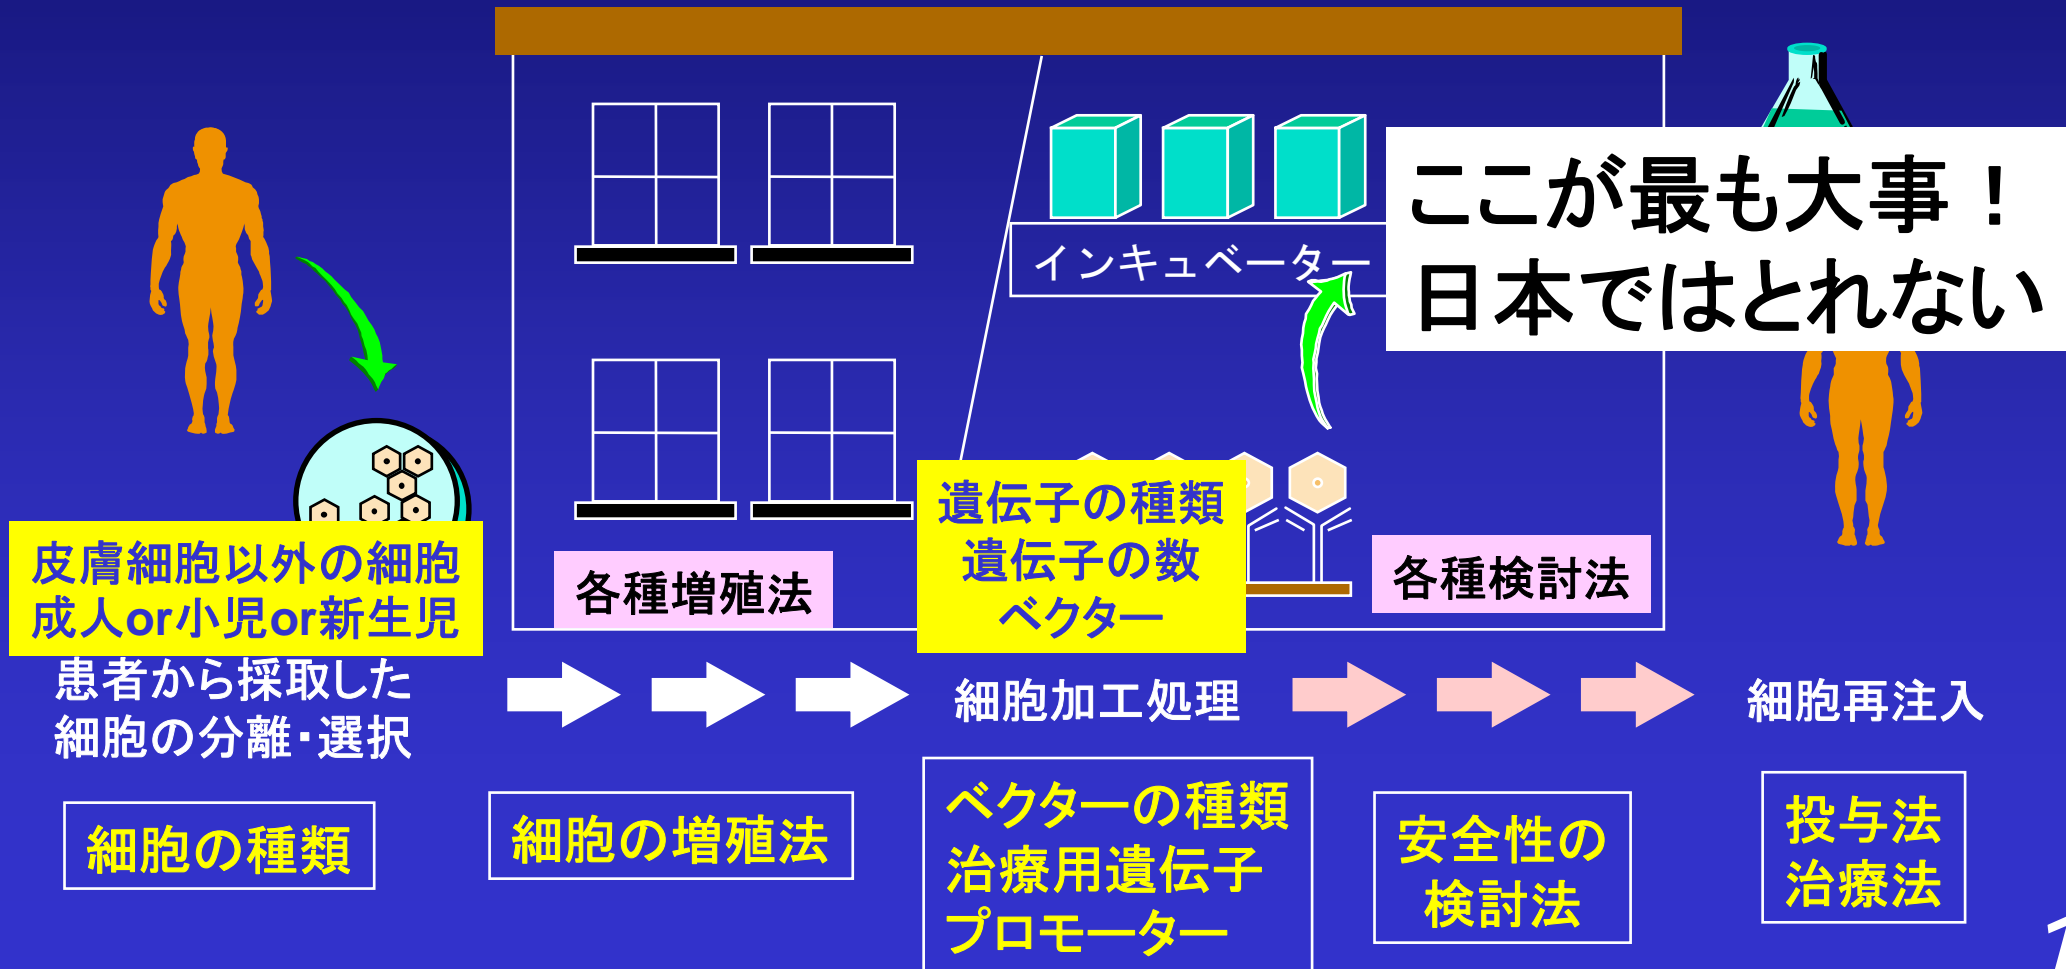 ここが最も大事！
日本ではとれない
インキュベーター
遺伝子の種類
遺伝子の数
ベクター
皮膚細胞以外の細胞
成人or小児or新生児
各種増殖法
各種検討法
患者から採取した
細胞の分離・選択
細胞加工処理
細胞再注入
細胞の種類
細胞の増殖法
ベクターの種類
治療用遺伝子
プロモーター
安全性の
検討法
投与法
治療法